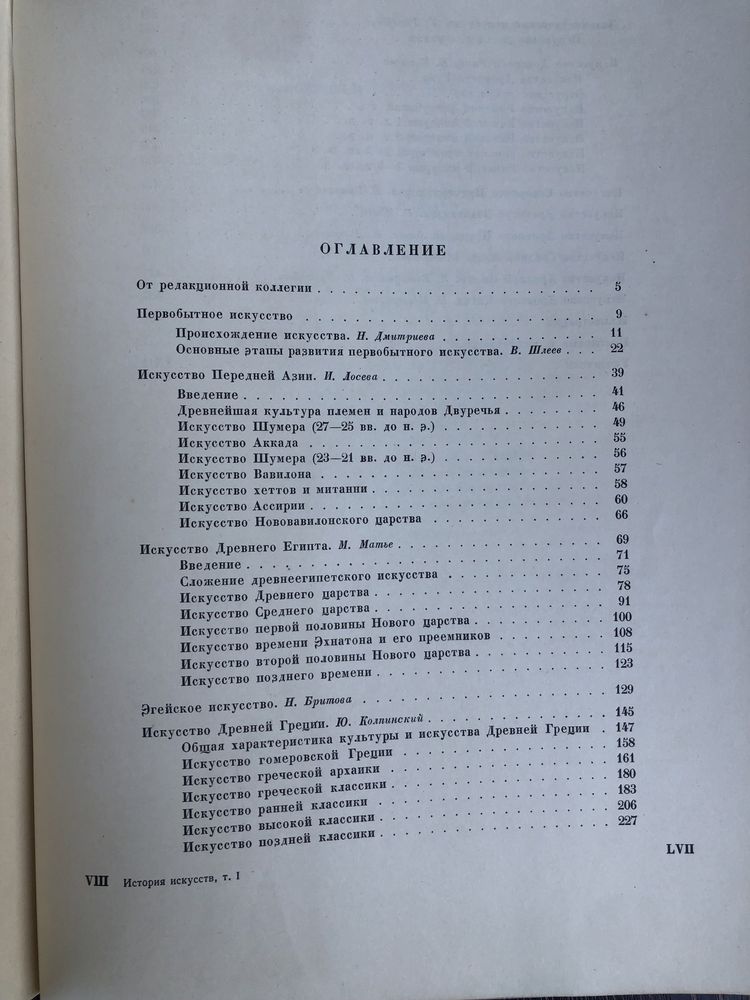 ОГЛАВЛЕНИЕ
От редакционной коллегии . . . . . . . . . . . . . . . . . . . . . . 5
Первобытное искусство . . . . . . . . . . . . . . . . . . . . . . . 9
Происхождение искусства. Н. Дмитриева . . . . . . . . . . . . 11
Основные этапы развития первобытного искусства. В. Шлеев . . . 22
Искусство Передней Азии. И. Лосева . . . . . . . . . . . . . . . . . 39
Введение . . . . . . . . . . . . . . . . . . . . . . . . . . . 41
Древнейшая культура племен и народов Двуречья . . . . . . . . 46
Искусство Шумера (27—25 вв. до н. э.) . . . . . . . . . . . . 49
Искусство Аккада . . . . . . . . . . . . . . . . . . . . . . 55
Искусство Шумера (23—21 вв. до н. э.) . . . . . . . . . . . . 56
Искусство Вавилона . . . . . . . . . . . . . . . . . . . . . 57
Искусство хеттов и митанни . . . . . . . . . . . . . . . . . 58
Искусство Ассирии . . . . . . . . . . . . . . . . . . . . . . 60
Искусство Нововавилонского царства . . . . . . . . . . . . . 66
Искусство Древнего Египта. М. Матье . . . . . . . . . . . . . . . . 69
Введение . . . . . . . . . . . . . . . . . . . . . . . . . . . 71
Сложение древнеегипетского искусства . . . . . . . . . . . . 75
Искусство Древнего царства . . . . . . . . . . . . . . . . . 78
Искусство Среднего царства . . . . . . . . . . . . . . . . . 91
Искусство первой половины Нового царства . . . . . . . . . . 100
Искусство времени Эхнатона и его преемников . . . . . . . . . 108
Искусство второй половины Нового царства . . . . . . . . . . 115
Искусство позднего времени . . . . . . . . . . . . . . . . . 123
Эгейское искусство. Н. Бритова . . . . . . . . . . . . . . . . . . 129
Искусство Древней Греции. Ю. Колпинский . . . . . . . . . . . . . . 145
Общая характеристика культуры и искусства Древней Греции . 147
Искусство гомеровской Греции . . . . . . . . . . . . . . . . 158
Искусство греческой архаики . . . . . . . . . . . . . . . . . 161
Искусство греческой классики . . . . . . . . . . . . . . . . 180
Искусство ранней классики . . . . . . . . . . . . . . . . . . 183
Искусство высокой классики . . . . . . . . . . . . . . . . . 206
Искусство поздней классики . . . . . . . . . . . . . . . . . 227
LVII
VIII История искусств, т. I